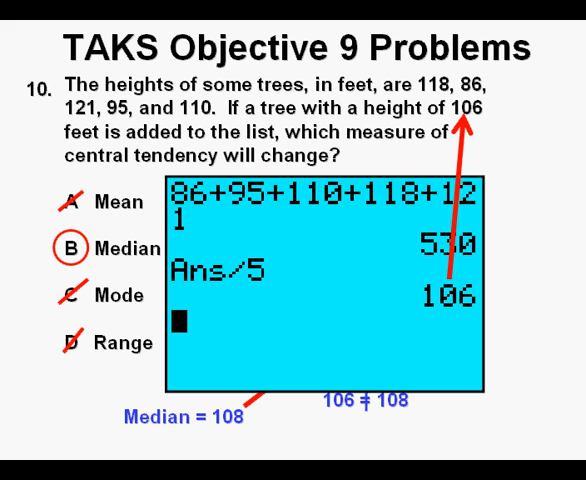 TAKS Objective 9 Problems
10. The heights of some trees, in feet, are 118, 86,
121, 95, and 110. If a tree with a height of 106
feet is added to the list, which measure of
central tendency will change?
A Mean
B Median
C Mode
D Range
86+95+110+118+12
1
530
Ans/5
106
106 ≠ 108
Median = 108